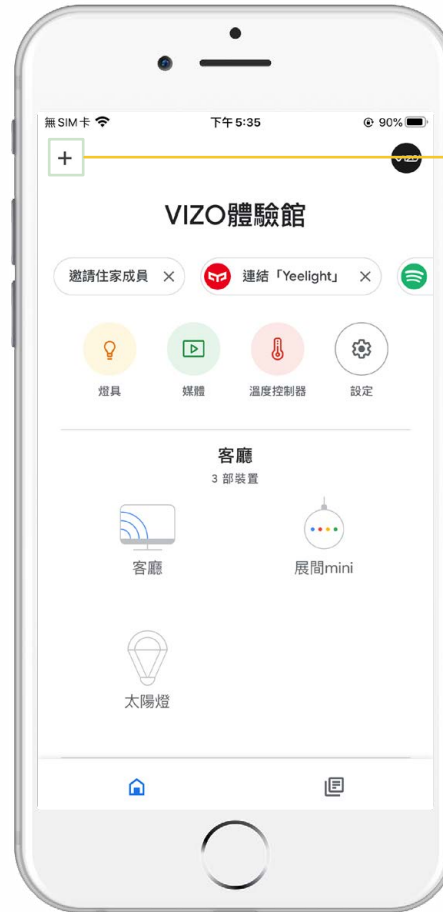 無SIM卡 下午5:35 90%
+ VIZO
VIZO體驗館
邀請住家成員 × 連結「Yeelight」 ×
燈具 媒體 溫度控制器 設定
客廳
3 部裝置
客廳 展間mini
太陽燈